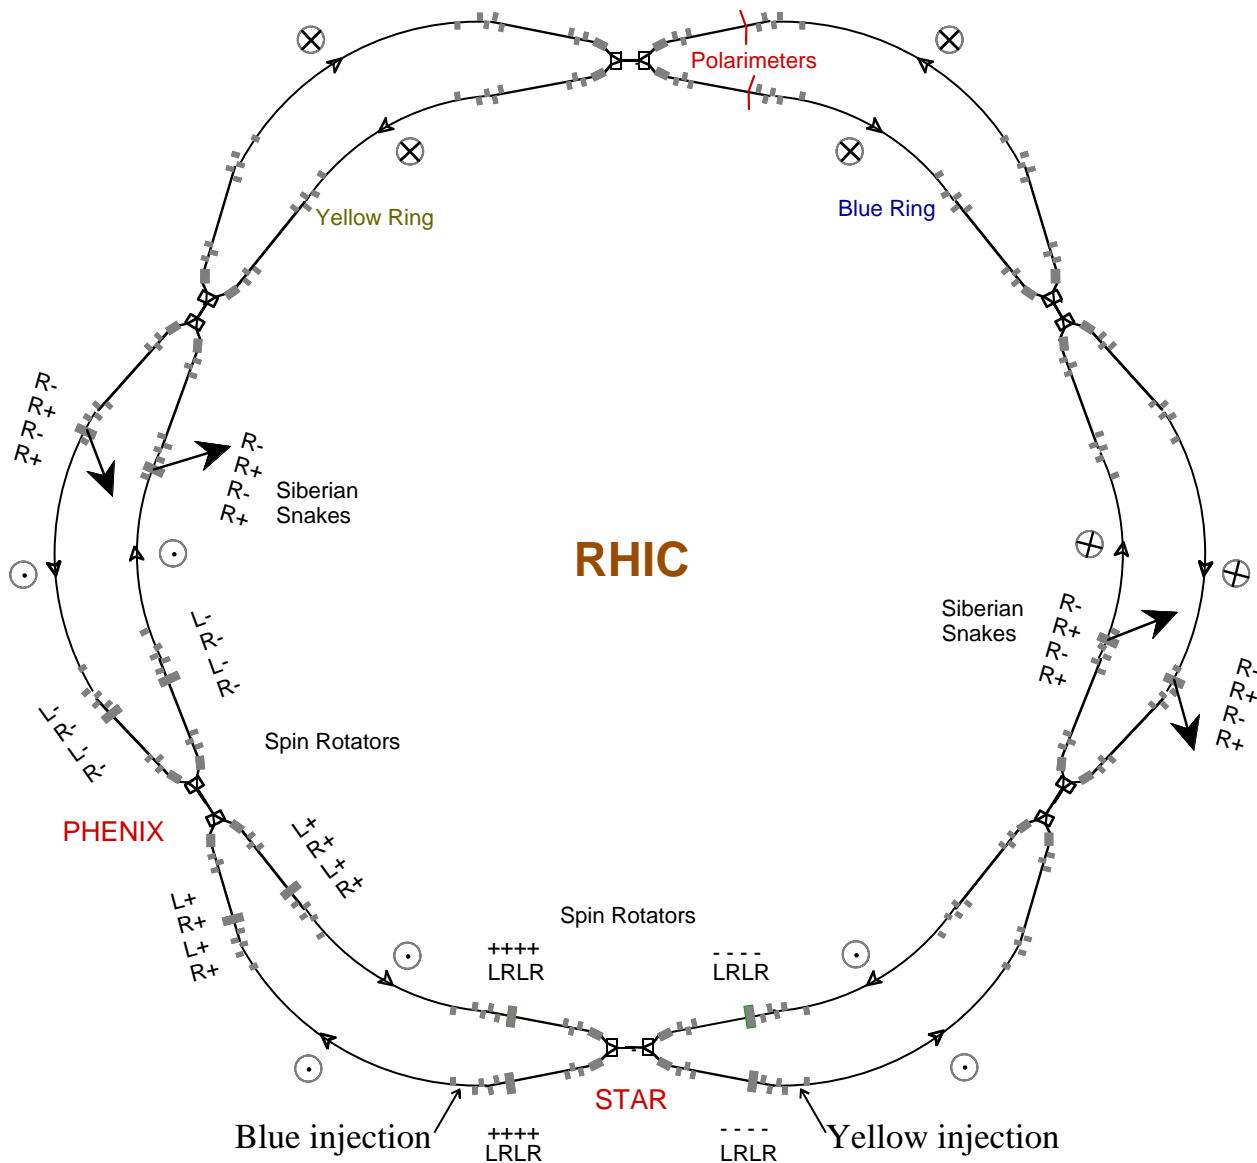 Polarimeters
Yellow Ring
Blue Ring
R-
R+
R-
R+
R-
R+
R-
R+
Siberian
Snakes
RHIC
Siberian
Snakes
R-
R+
R-
R+
R-
R+
R-
R+
L-
R-
L-
R-
L-
R-
L-
R-
Spin Rotators
PHENIX
L+
R+
L+
R+
L+
R+
L+
R+
Spin Rotators
++++
LRLR
- - - -
LRLR
STAR
Blue injection
++++
LRLR
- - - -
LRLR
Yellow injection